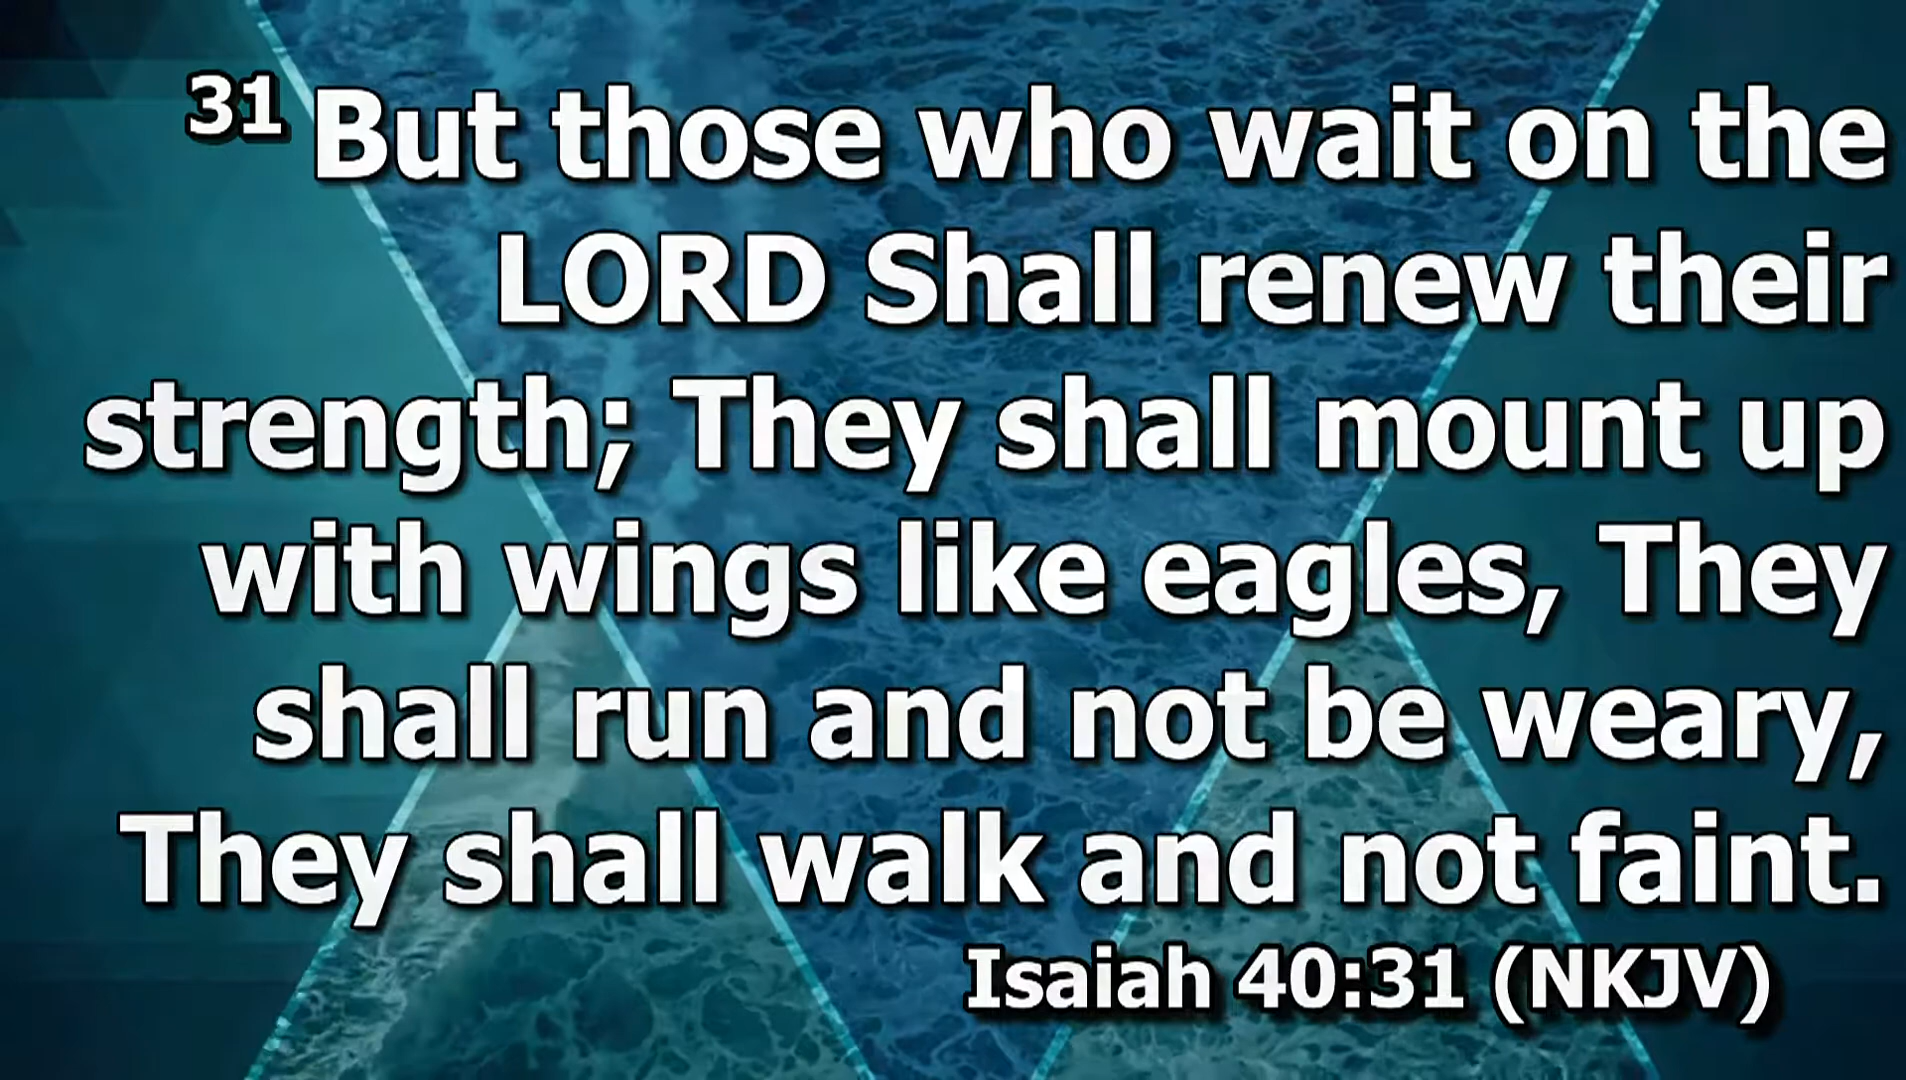 31 But those who wait on the
LORD Shall renew their
strength; They shall mount up
with wings like eagles, They
shall run and not be weary,
They shall walk and not faint.
Isaiah 40:31 (NKJV)